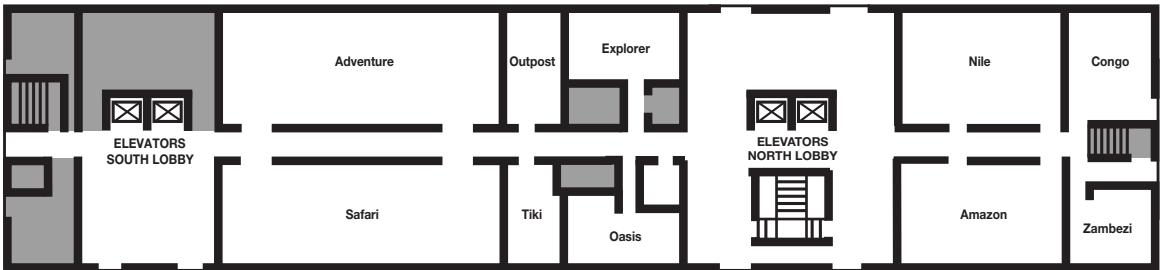 Adventure
Outpost
Explorer
Nile
Congo
ELEVATORS
SOUTH LOBBY
ELEVATORS
NORTH LOBBY
Safari
Tiki
Oasis
Amazon
Zambezi